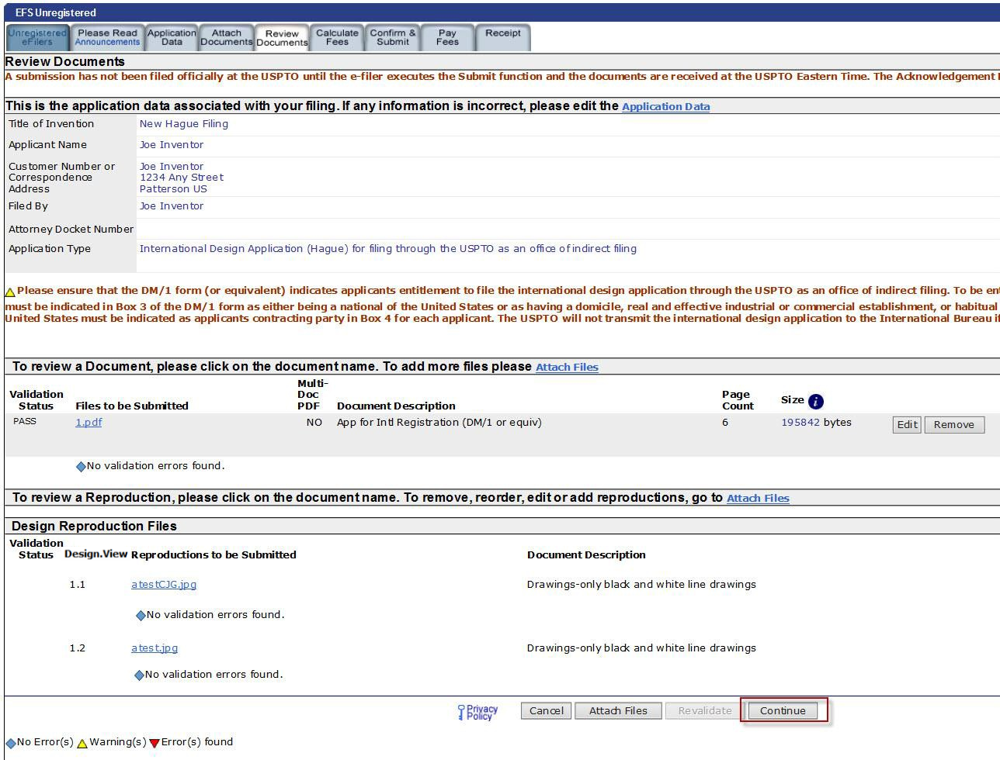 EFS Unregistered
Unregistered eFilers
Please Read Announcements
Application Data
Attach Documents
Review Documents
Calculate Fees
Confirm & Submit
Pay Fees
Receipt
Review Documents
A submission has not been filed officially at the USPTO until the e-filer executes the Submit function and the documents are received at the USPTO Eastern Time. The Acknowledgement
This is the application data associated with your filing. If any information is incorrect, please edit the Application Data
Title of Invention New Hague Filing
Applicant Name Joe Inventor
Customer Number or Correspondence Address
Joe Inventor
1234 Any Street
Patterson US
Filed By Joe Inventor
Attorney Docket Number
Application Type International Design Application (Hague) for filing through the USPTO as an office of indirect filing
Please ensure that the DM/1 form (or equivalent) indicates applicants entitlement to file the international design application through the USPTO as an office of indirect filing. To be
must be indicated in Box 3 of the DM/1 form as either being a national of the United States or as having a domicile, real and effective industrial or commercial establishment, or habitual
United States must be indicated as applicants contracting party in Box 4 for each applicant. The USPTO will not transmit the international design application to the International Bureau
To review a Document, please click on the document name. To add more files please Attach Files
Validation Status Files to be Submitted Multi-Doc PDF Document Description Page Count Size i
PASS 1.pdf NO App for Intl Registration (DM/1 or equiv) 6 195842 bytes Edit Remove
No validation errors found.
To review a Reproduction, please click on the document name. To remove, reorder, edit or add reproductions, go to Attach Files
Design Reproduction Files
Validation Status Design.View Reproductions to be Submitted Document Description
1.1 atestCJG.jpg Drawings-only black and white line drawings
No validation errors found.
1.2 atest.jpg Drawings-only black and white line drawings
No validation errors found.
Privacy Policy Cancel Attach Files Revalidate Continue
No Error(s) Warning(s) Error(s) found